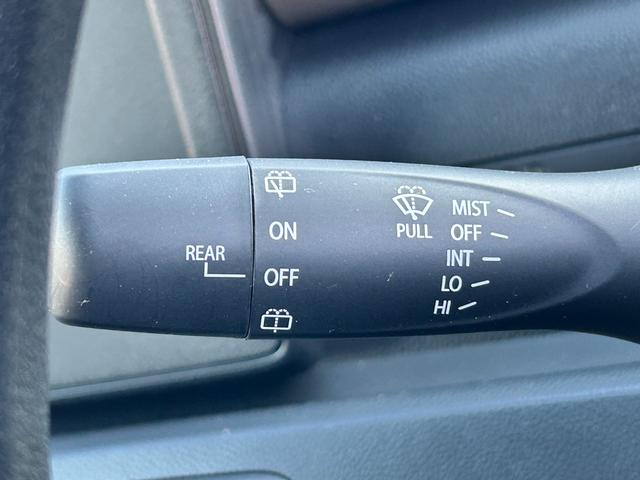 REAR
ON
OFF
PULL
MIST
OFF
INT
LO
HI